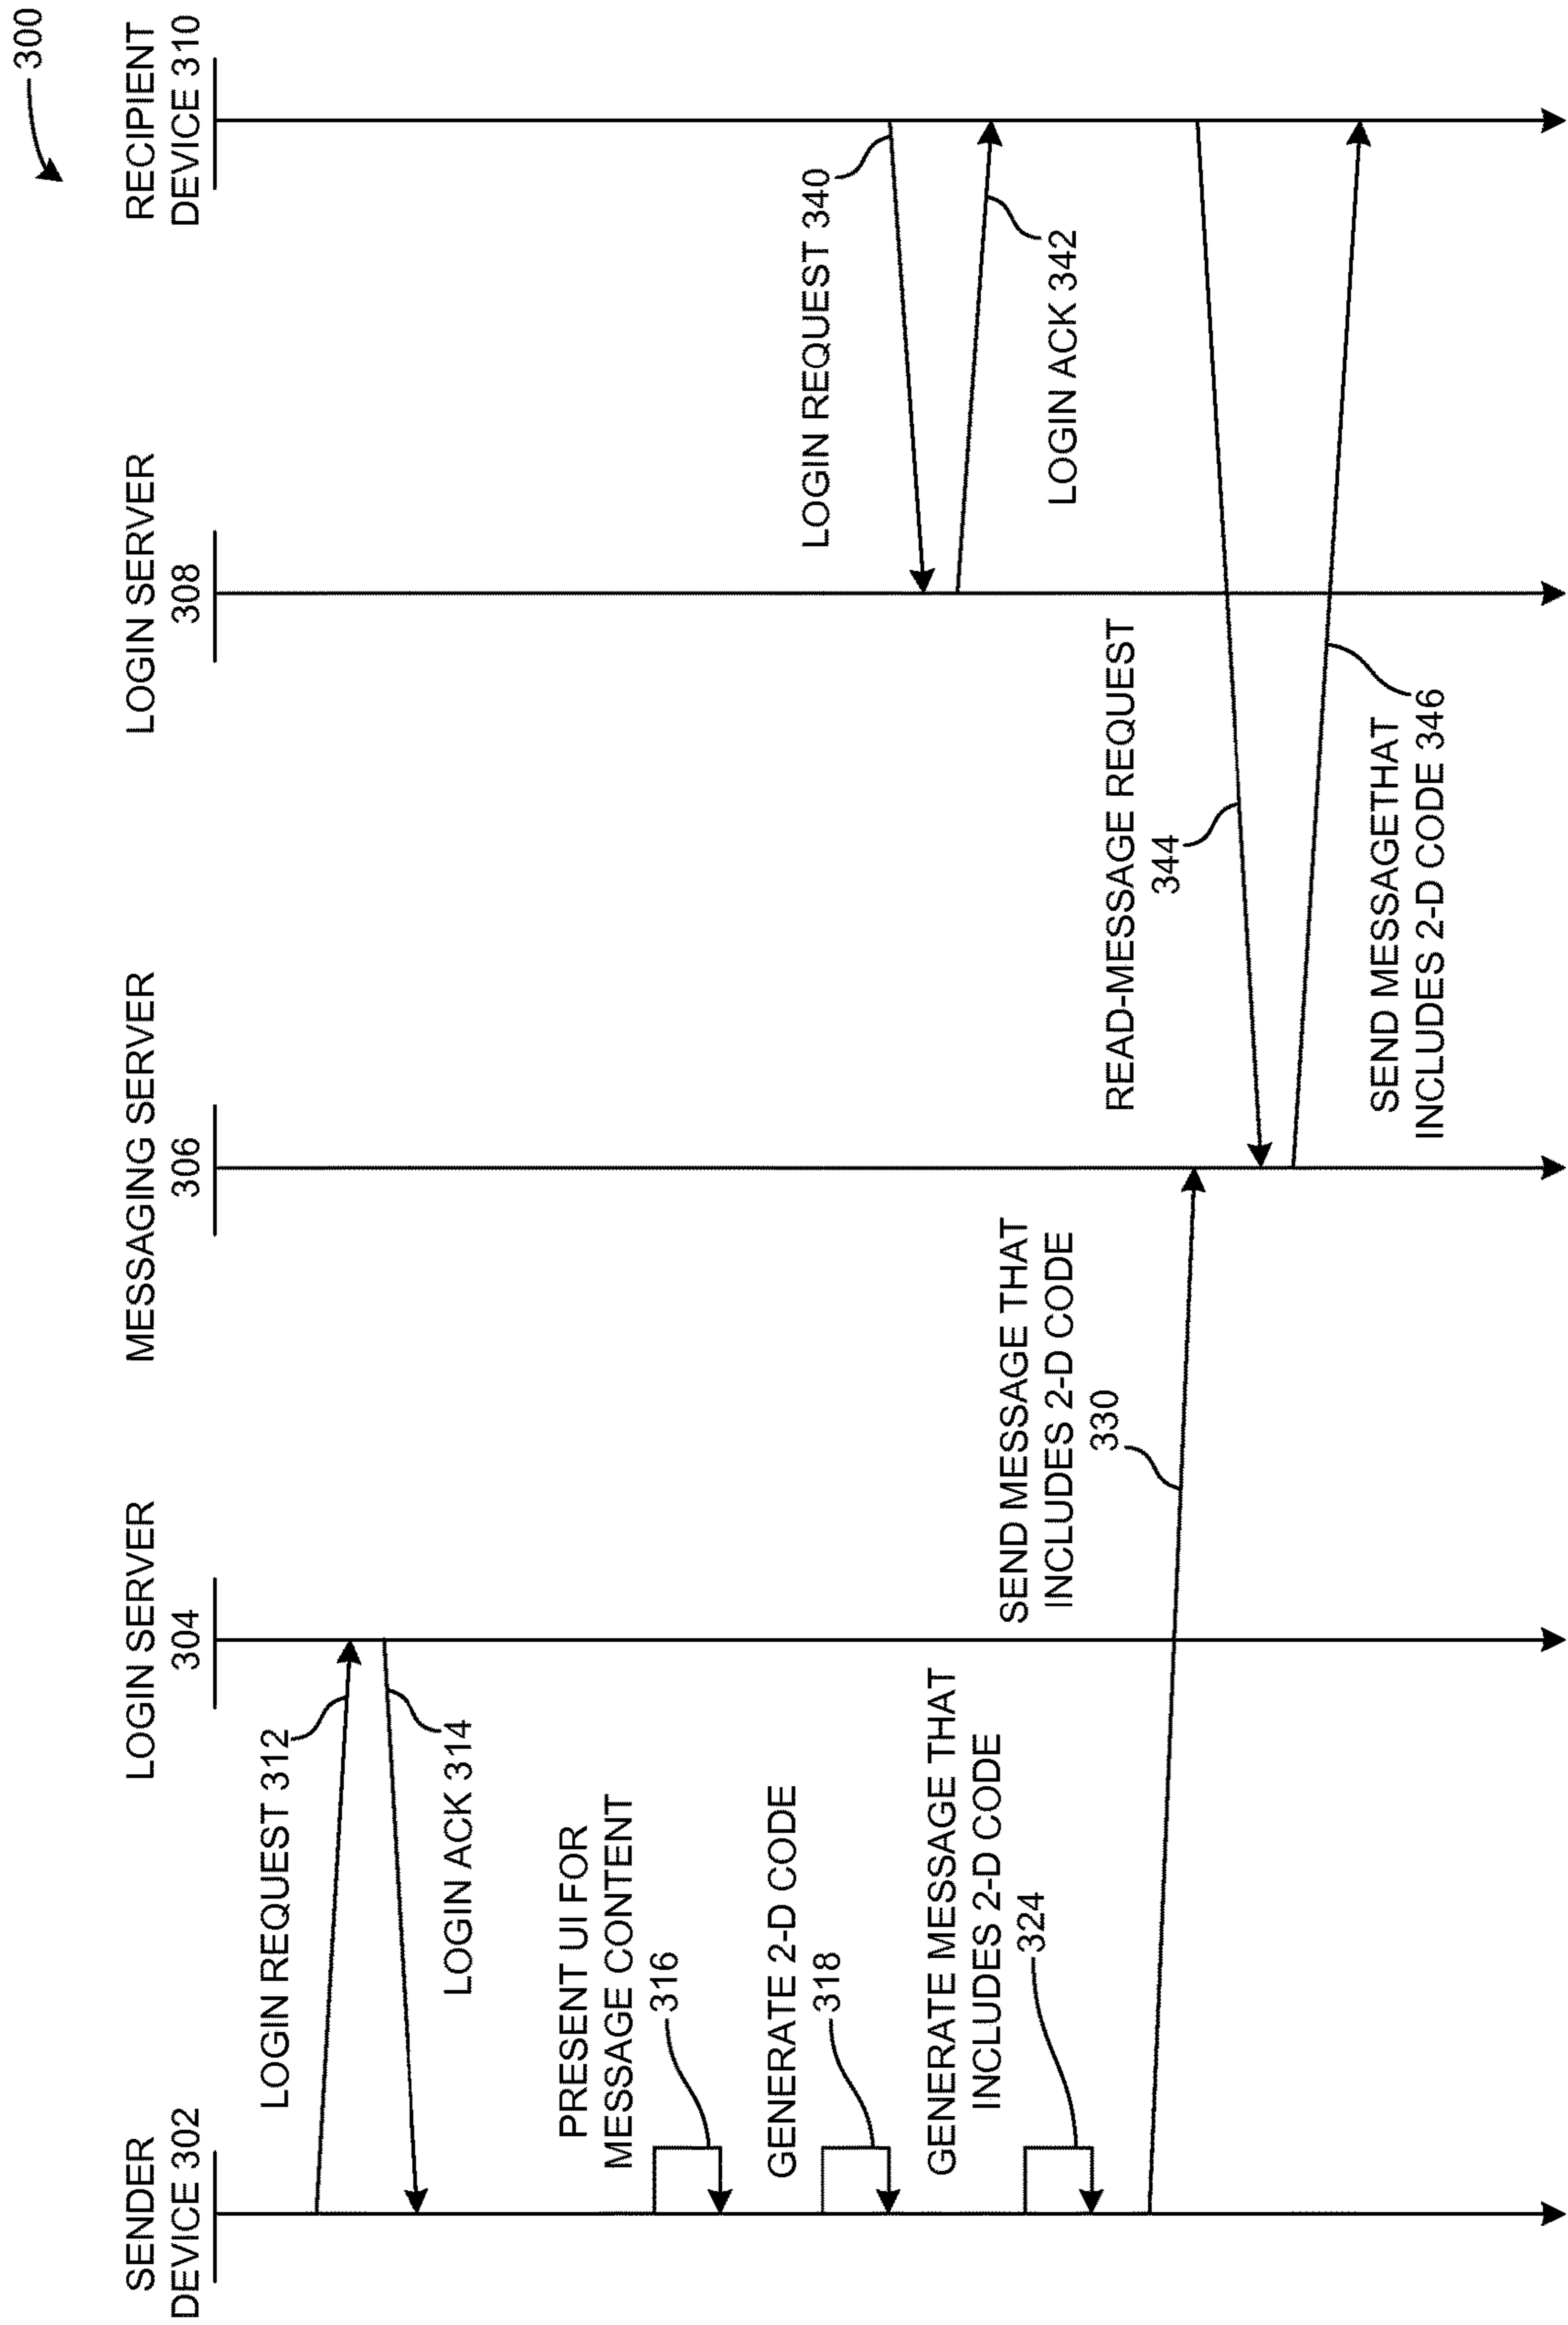 300
SENDER
DEVICE 302
LOGIN SERVER
304
MESSAGING SERVER
306
LOGIN SERVER
308
RECIPIENT
DEVICE 310
LOGIN REQUEST 312
LOGIN ACK 314
PRESENT UI FOR
MESSAGE CONTENT
316
GENERATE 2-D CODE
318
GENERATE MESSAGE THAT
INCLUDES 2-D CODE
324
SEND MESSAGE THAT
INCLUDES 2-D CODE
330
LOGIN REQUEST 340
LOGIN ACK 342
READ-MESSAGE REQUEST
344
SEND MESSAGETHAT
INCLUDES 2-D CODE 346